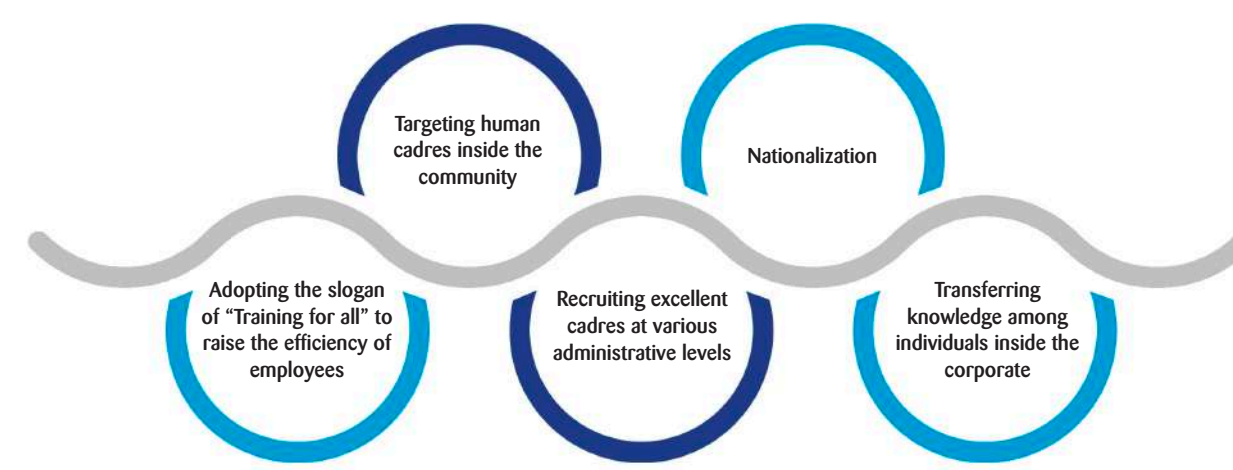 Targeting human
cadres inside the
community
Nationalization
Adopting the slogan
of “Training for all” to
raise the efficiency of
employees
Recruiting excellent
cadres at various
administrative levels
Transferring
knowledge among
individuals inside the
corporate